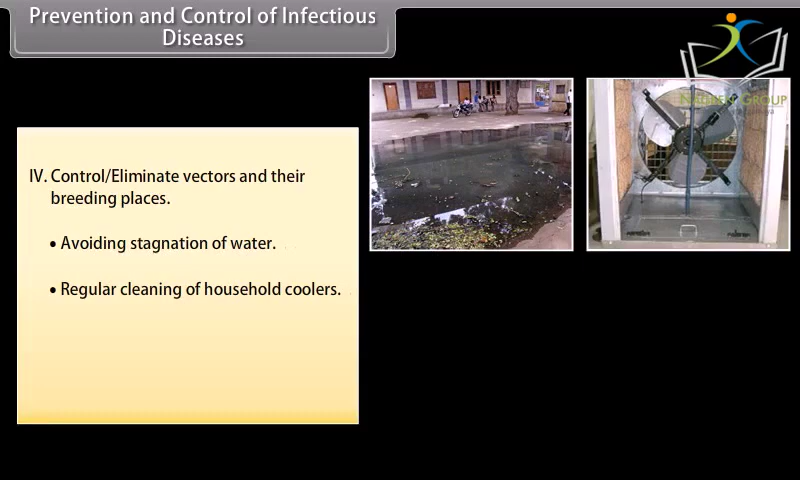 Prevention and Control of Infectious
Diseases
IV. Control/Eliminate vectors and their
breeding places.
• Avoiding stagnation of water.
• Regular cleaning of household coolers.
GROUP